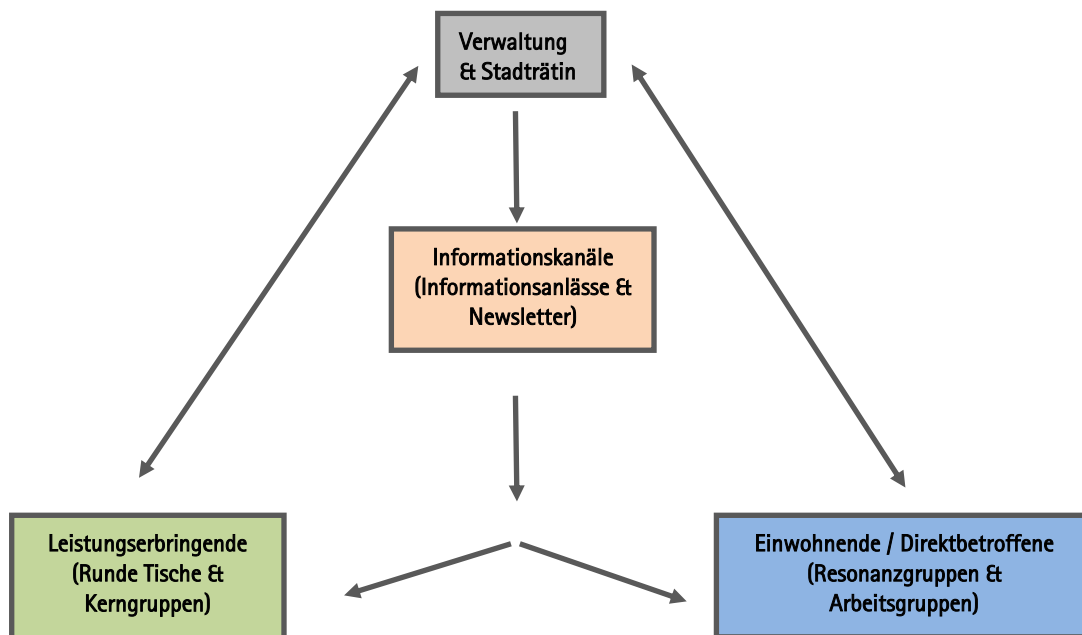 Verwaltung
& Stadträtin
Informationskanäle
(Informationsanlässe &
Newsletter)
Leistungserbringende
(Runde Tische &
Kerngruppen)
Einwohnende / Direktbetroffene
(Resonanzgruppen &
Arbeitsgruppen)